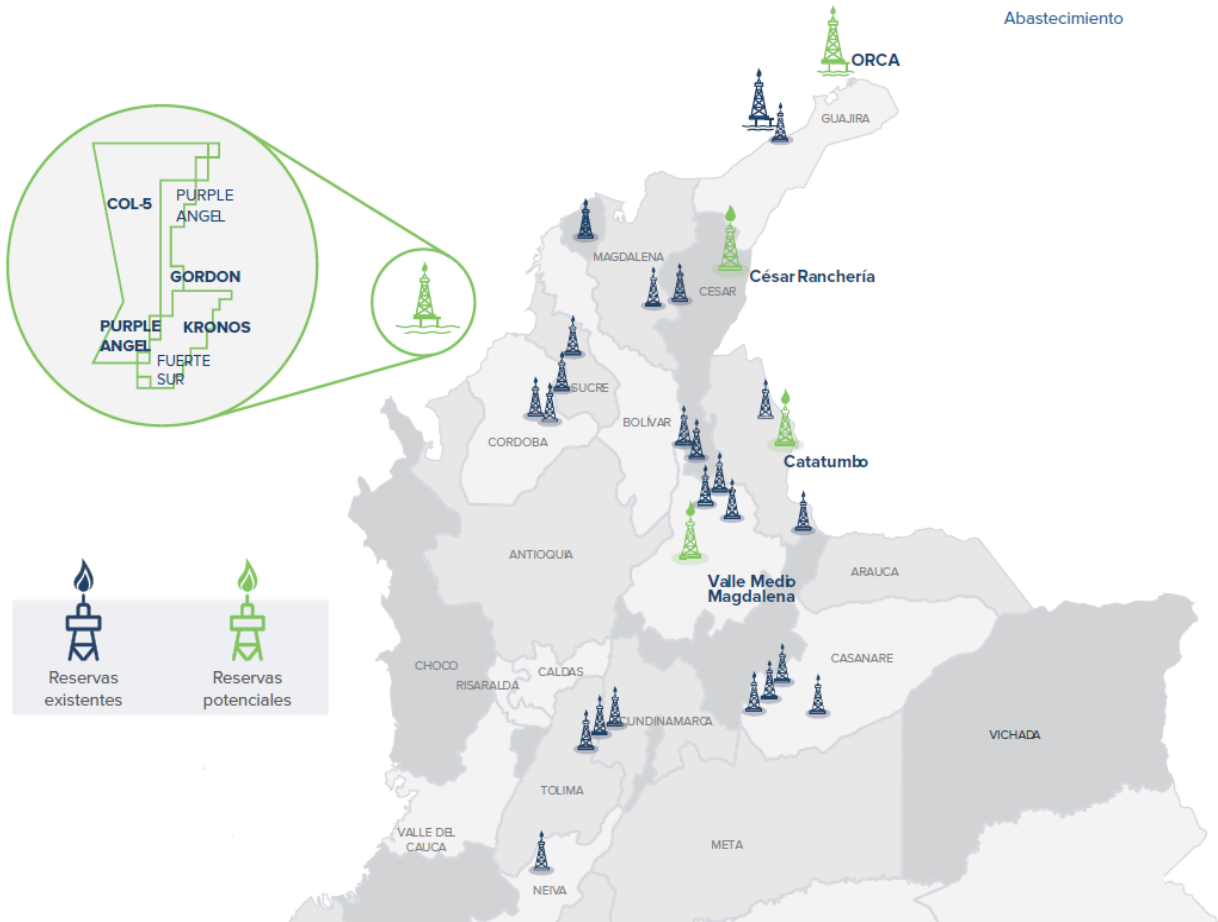 Abastecimiento
ORCA
GUAJIRA
COL-5
PURPLE
ANGEL
GORDON
PURPLE
ANGEL
KRONOS
FUERTE
SUR
MAGDALENA
CESAR
César Ranchería
SUCRE
CORDOBA
BOLÍVAR
Catatumbo
ANTIOQUIA
Valle Medio
Magdalena
ARAUCA
Reservas
existentes
Reservas
potenciales
CHOCO
RISARALDA
CALDAS
CASANARE
CUNDINAMARCA
VICHADA
TOLIMA
VALLE DEL
CAUCA
META
NEIVA